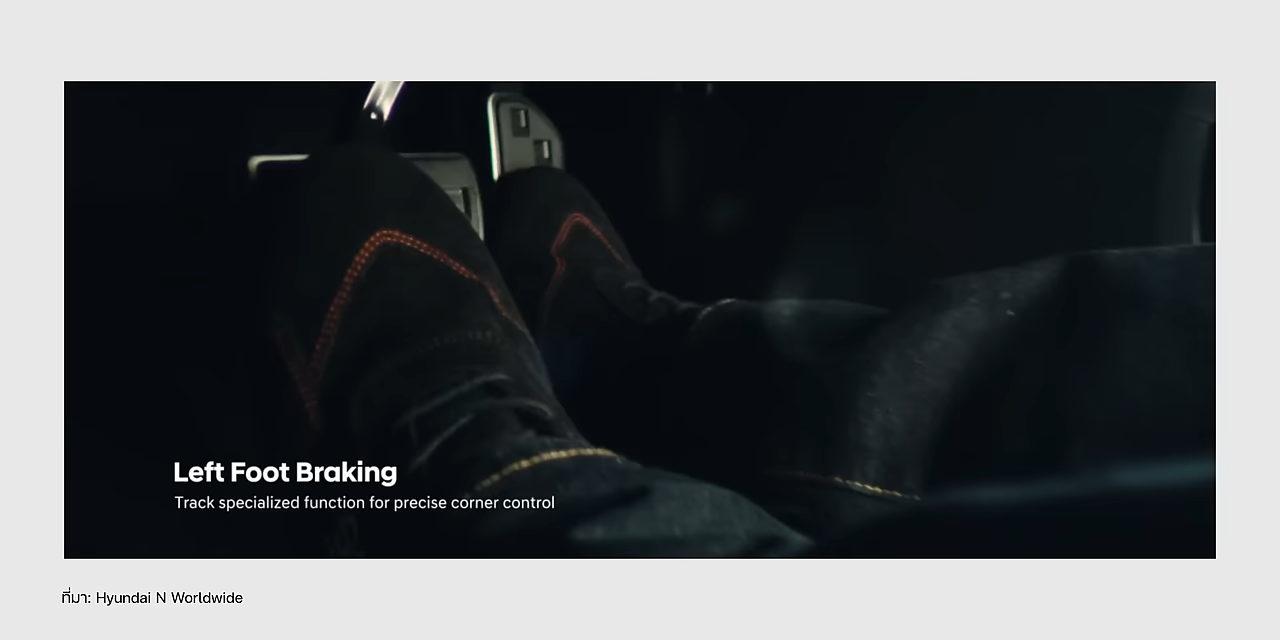 Left Foot Braking
Track specialized function for precise corner control
ที่มา: Hyundai N Worldwide